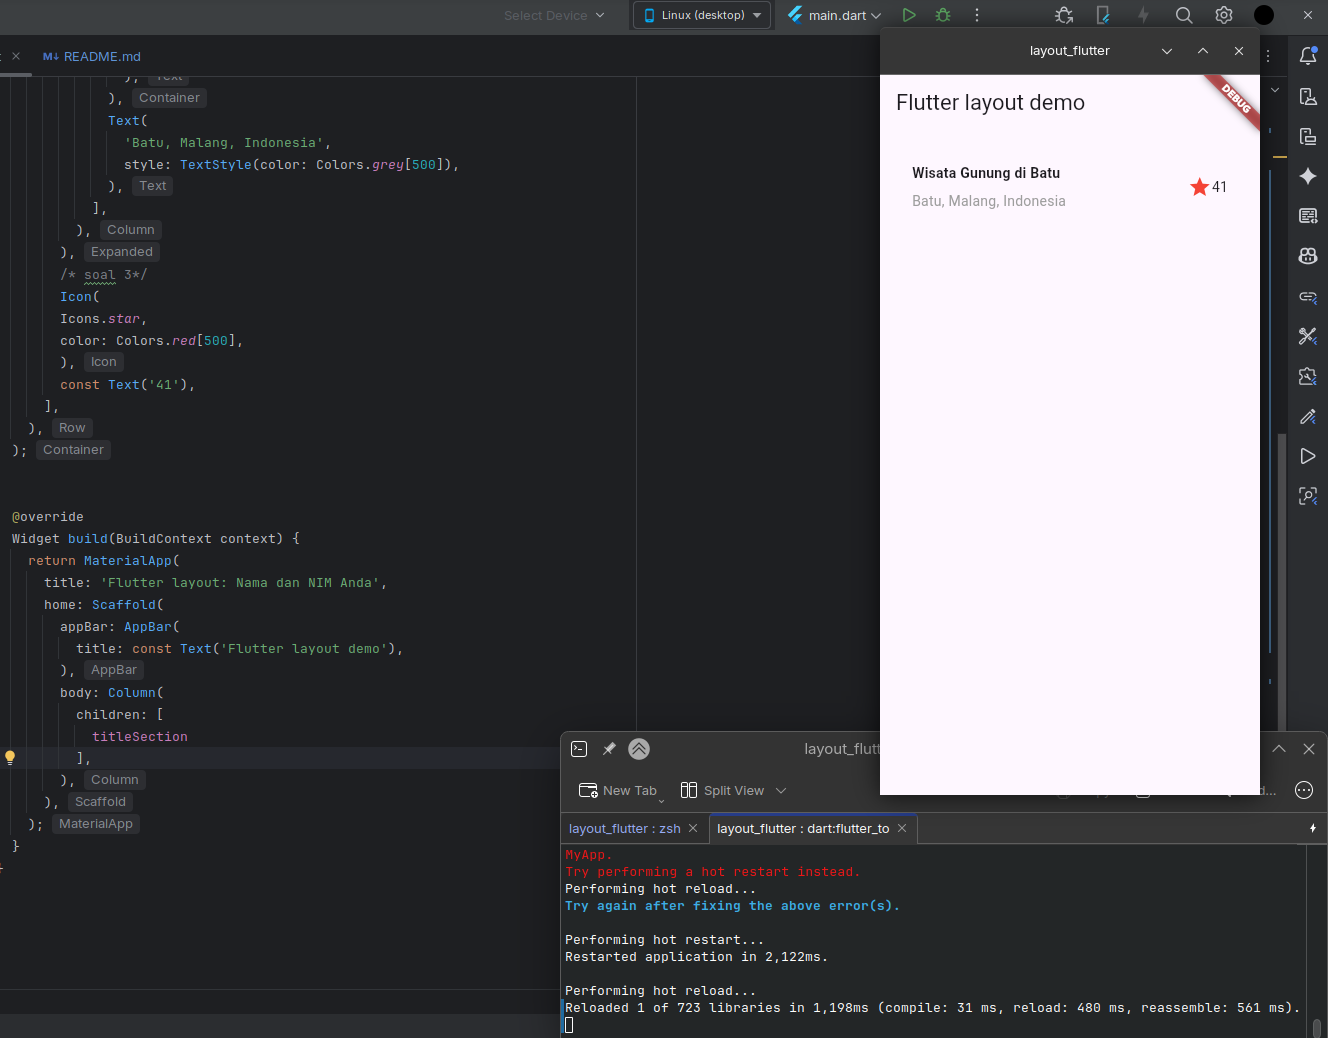 Select Device
Linux (desktop)
main.dart
README.md
), Text
), Container
Text(
'Batu, Malang, Indonesia',
style: TextStyle(color: Colors.grey[500]),
), Text
],
), Column
), Expanded
/* soal 3*/
Icon(
Icons.star,
color: Colors.red[500],
), Icon
const Text('41'),
],
), Row
); Container
@override
Widget build(BuildContext context) {
return MaterialApp(
title: 'Flutter layout: Nama dan NIM Anda',
home: Scaffold(
appBar: AppBar(
title: const Text('Flutter layout demo'),
), AppBar
body: Column(
children: [
titleSection
],
), Column
), Scaffold
); MaterialApp
}
layout_flutter
DEBUG
Flutter layout demo
Wisata Gunung di Batu
Batu, Malang, Indonesia
41
layout_flutt
New Tab
Split View
d...
layout_flutter : zsh
layout_flutter : dart:flutter_to
MyApp.
Try performing a hot restart instead.
Performing hot reload...
Try again after fixing the above error(s).
Performing hot restart...
Restarted application in 2,122ms.
Performing hot reload...
Reloaded 1 of 723 libraries in 1,198ms (compile: 31 ms, reload: 480 ms, reassemble: 561 ms).